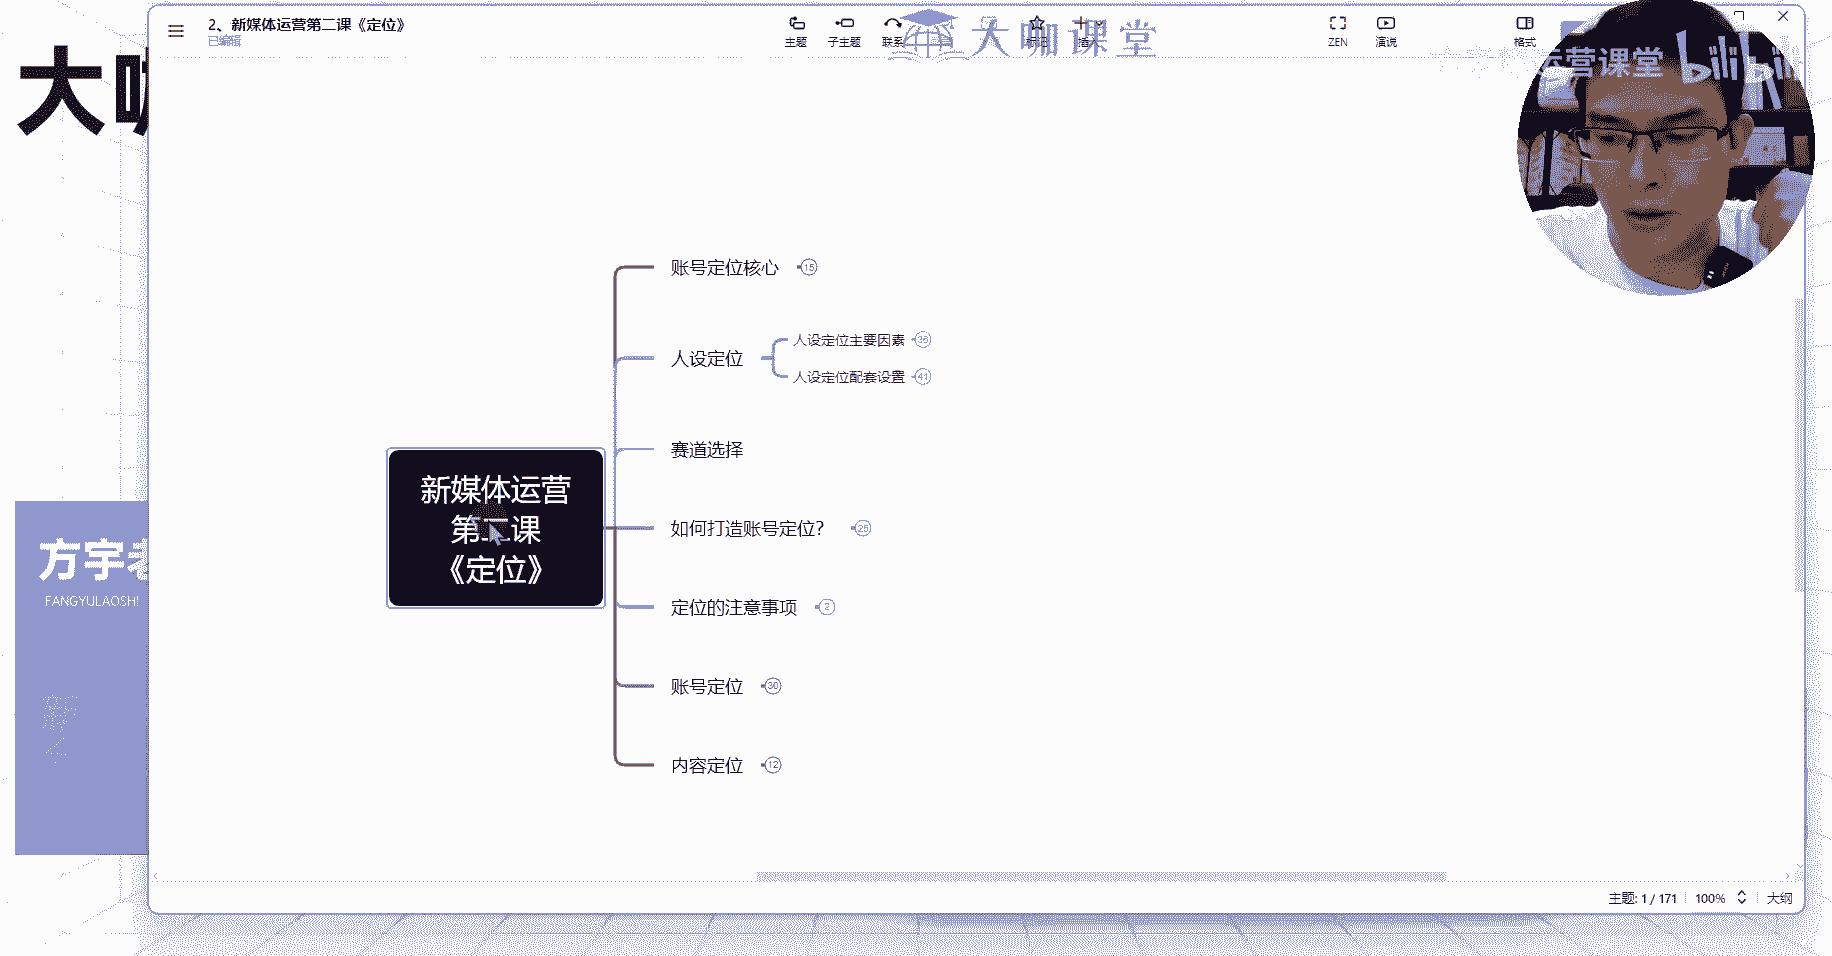 2、新媒体运营第二课《定位》
已编辑
主题
子主题
联系
大咖课堂
ZEN
演说
格式
运营课堂
bilibili
大咖
账号定位核心 15
人设定位
人设定位主要因素 36
人设定位配套设置 41
赛道选择
新媒体运营
第二课
《定位》
如何打造账号定位？ 25
定位的注意事项 2
账号定位 30
内容定位 12
方宇老
FANGYULAOSHI
主题: 1 / 171
100%
大纲